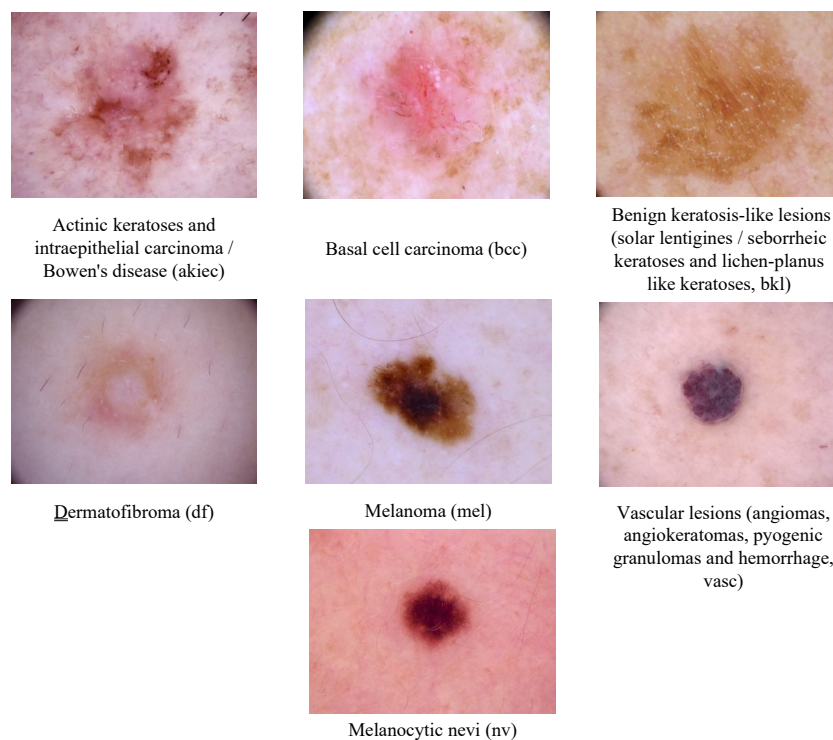 Actinic keratoses and
intraepithelial carcinoma /
Bowen's disease (akiec)
Basal cell carcinoma (bcc)
Benign keratosis-like lesions
(solar lentigines / seborrheic
keratoses and lichen-planus
like keratoses, bkl)
Dermatofibroma (df)
Melanoma (mel)
Vascular lesions (angiomas,
angiokeratomas, pyogenic
granulomas and hemorrhage,
vasc)
Melanocytic nevi (nv)